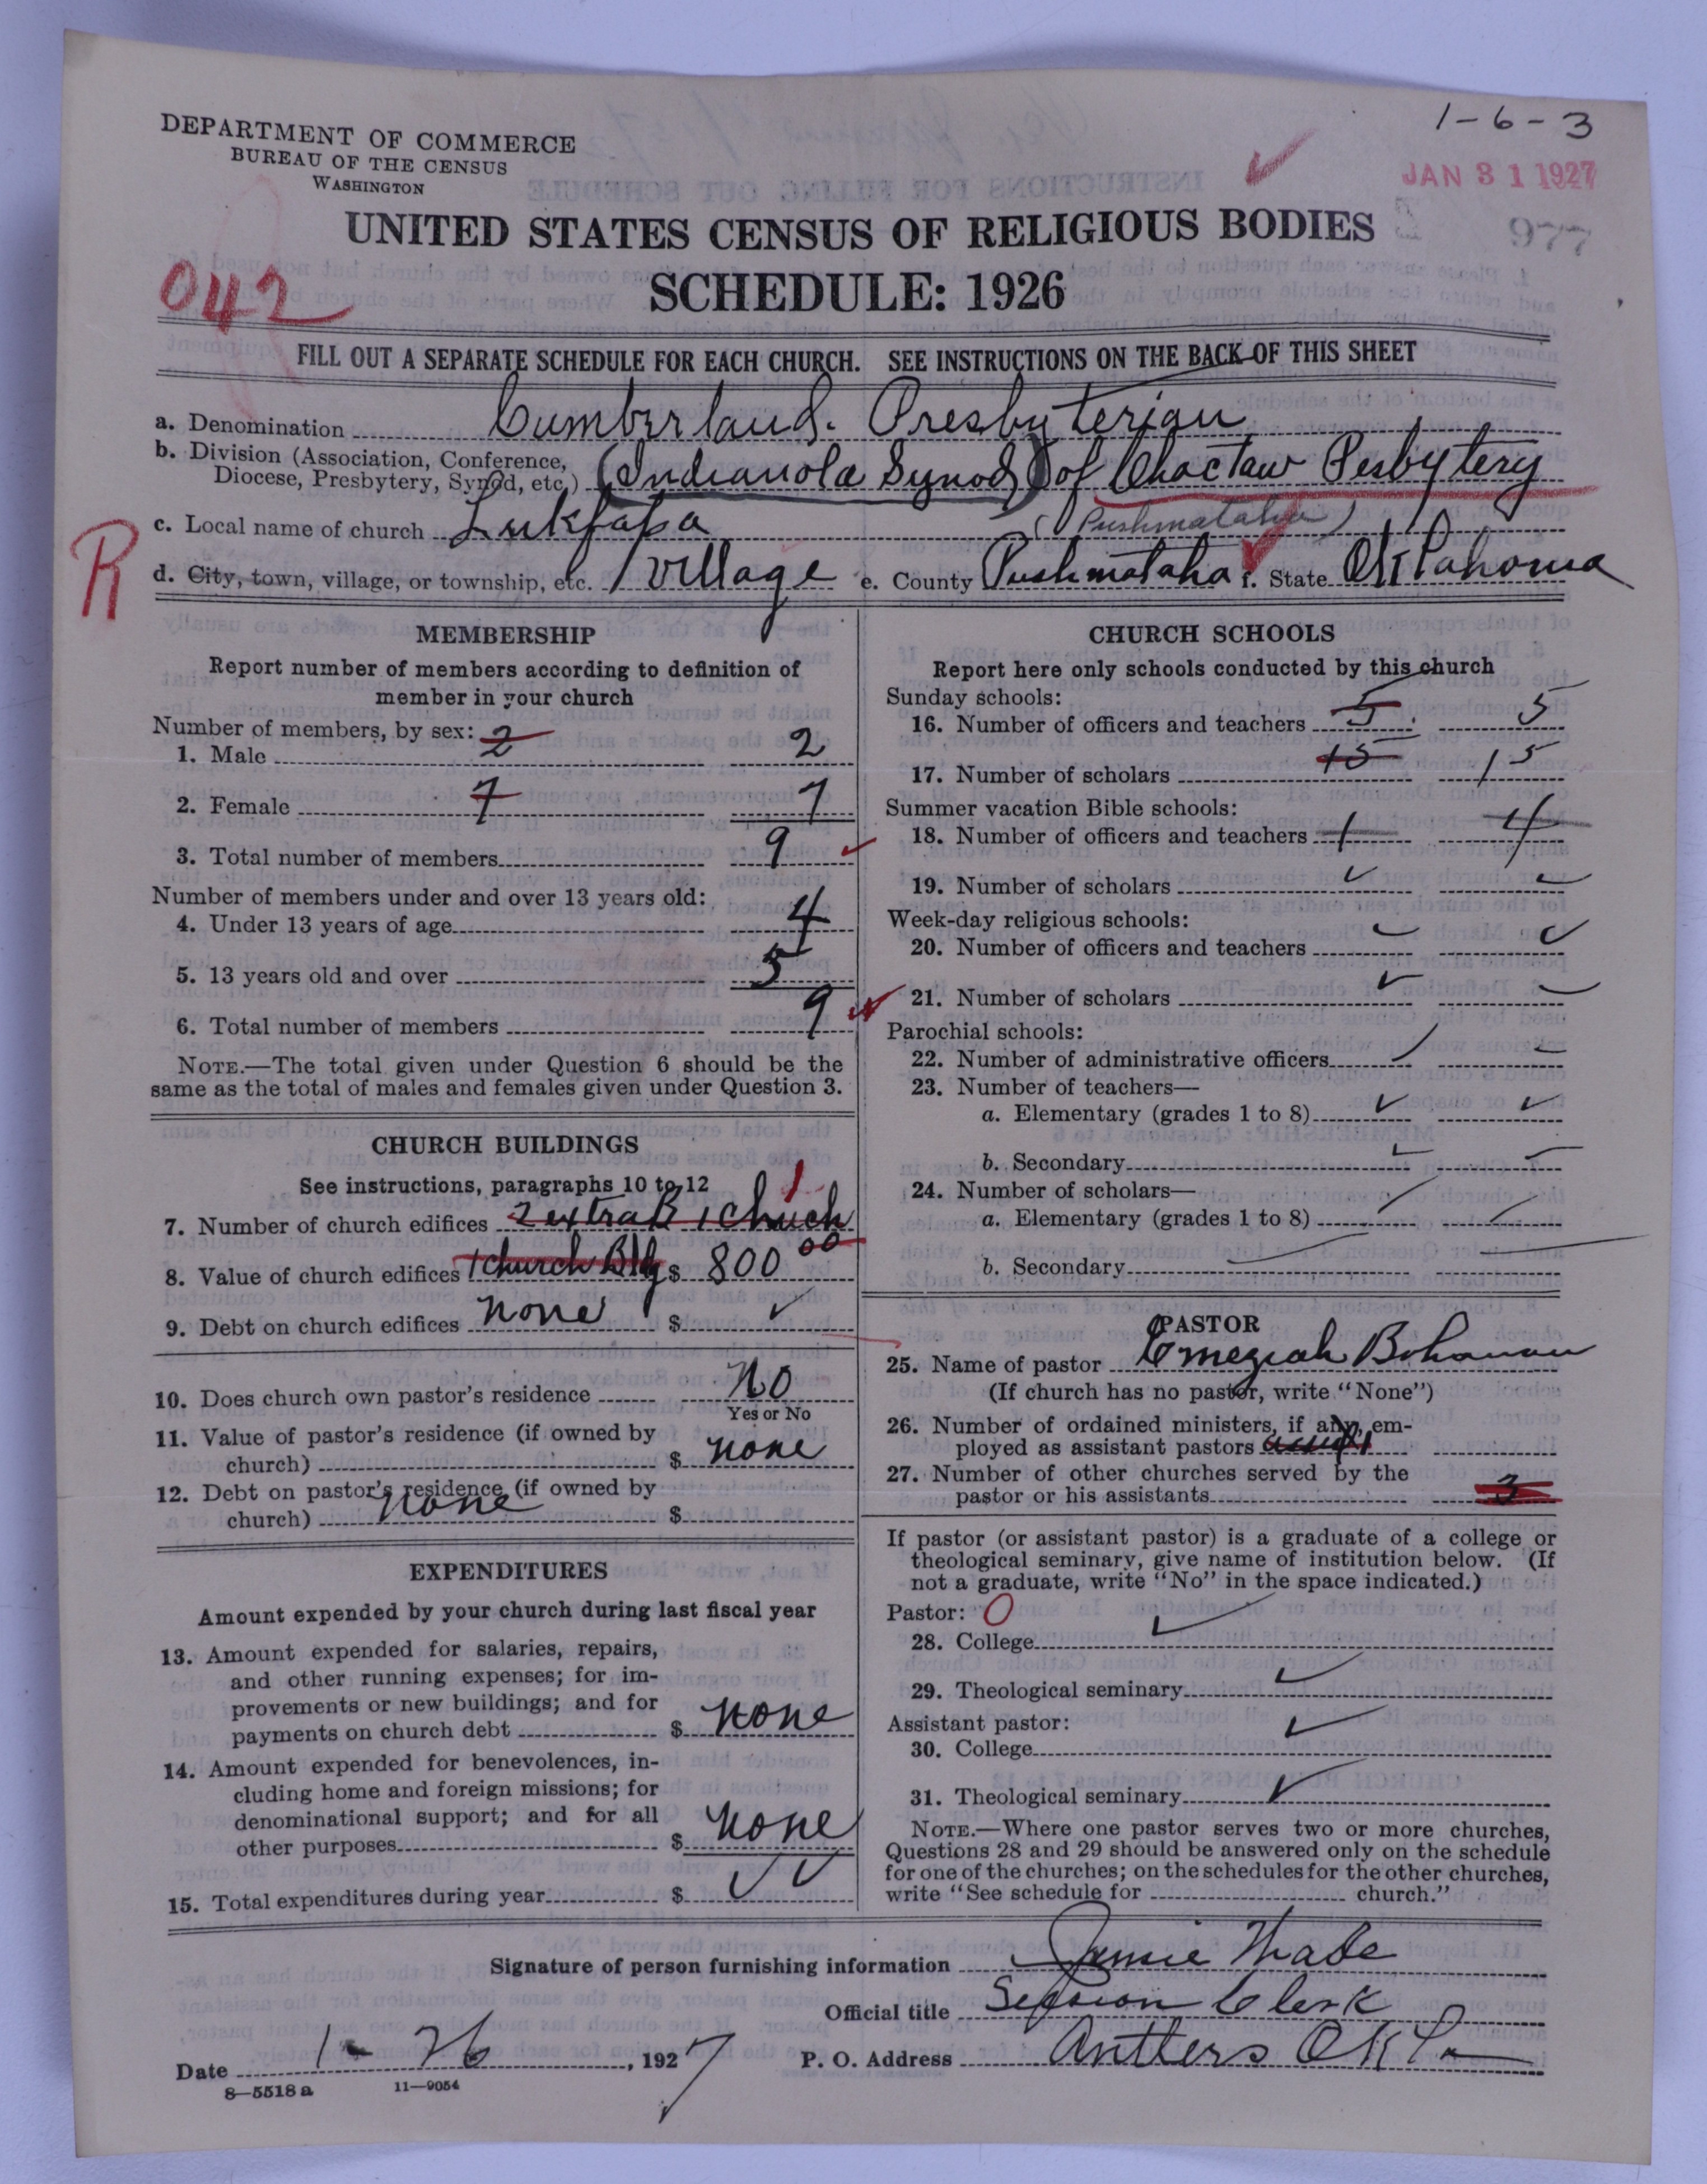 1-6-3
DEPARTMENT OF COMMERCE
BUREAU OF THE CENSUS
WASHINGTON
JAN 31 1927
977
UNITED STATES CENSUS OF RELIGIOUS BODIES
SCHEDULE: 1926
042
FILL OUT A SEPARATE SCHEDULE FOR EACH CHURCH. SEE INSTRUCTIONS ON THE BACK OF THIS SHEET
a. Denomination Cumberland. Presbyterian
b. Division (Association, Conference,
Diocese, Presbytery, Synod, etc.) (Indianola Synod) of Choctaw Pesbytery
c. Local name of church Lukfapa (Pushmataha)
R
d. City, town, village, or township, etc. village e. County Pushmataha f. State Oklahoma
MEMBERSHIP
Report number of members according to definition of
member in your church
Number of members, by sex: 2
1. Male 2
2. Female 7 7
3. Total number of members 9
Number of members under and over 13 years old:
4. Under 13 years of age 4
5. 13 years old and over 5
6. Total number of members 9
NOTE.—The total given under Question 6 should be the
same as the total of males and females given under Question 3.
CHURCH BUILDINGS
See instructions, paragraphs 10 to 12
1
7. Number of church edifices 2 extra B 1 Chuch
8. Value of church edifices 1 church Bldg $ 800 00
9. Debt on church edifices none $
10. Does church own pastor's residence NO
Yes or No
11. Value of pastor's residence (if owned by
church) $ none
12. Debt on pastor's residence (if owned by
church) none $
EXPENDITURES
Amount expended by your church during last fiscal year
13. Amount expended for salaries, repairs,
and other running expenses; for im-
provements or new buildings; and for
payments on church debt $ none
14. Amount expended for benevolences, in-
cluding home and foreign missions; for
denominational support; and for all
other purposes $ none
15. Total expenditures during year $
CHURCH SCHOOLS
Report here only schools conducted by this church
Sunday schools:
16. Number of officers and teachers 5 5
17. Number of scholars 15 15
Summer vacation Bible schools:
18. Number of officers and teachers 1 4
19. Number of scholars
Week-day religious schools:
20. Number of officers and teachers
21. Number of scholars
Parochial schools:
22. Number of administrative officers
23. Number of teachers—
a. Elementary (grades 1 to 8)
b. Secondary
24. Number of scholars—
a. Elementary (grades 1 to 8)
b. Secondary
PASTOR
25. Name of pastor Emeziah Bohanan
(If church has no pastor, write "None")
26. Number of ordained ministers, if any, em-
ployed as assistant pastors
27. Number of other churches served by the
pastor or his assistants 3
If pastor (or assistant pastor) is a graduate of a college or
theological seminary, give name of institution below. (If
not a graduate, write "No" in the space indicated.)
Pastor: 0
28. College
29. Theological seminary
Assistant pastor:
30. College
31. Theological seminary
NOTE.—Where one pastor serves two or more churches,
Questions 28 and 29 should be answered only on the schedule
for one of the churches; on the schedules for the other churches,
write "See schedule for church."
Signature of person furnishing information Jensie Wade
Official title Session Clerk
Date 1 - 26, 1927 P. O. Address Antlers Okla
8—5518 a 11—9054